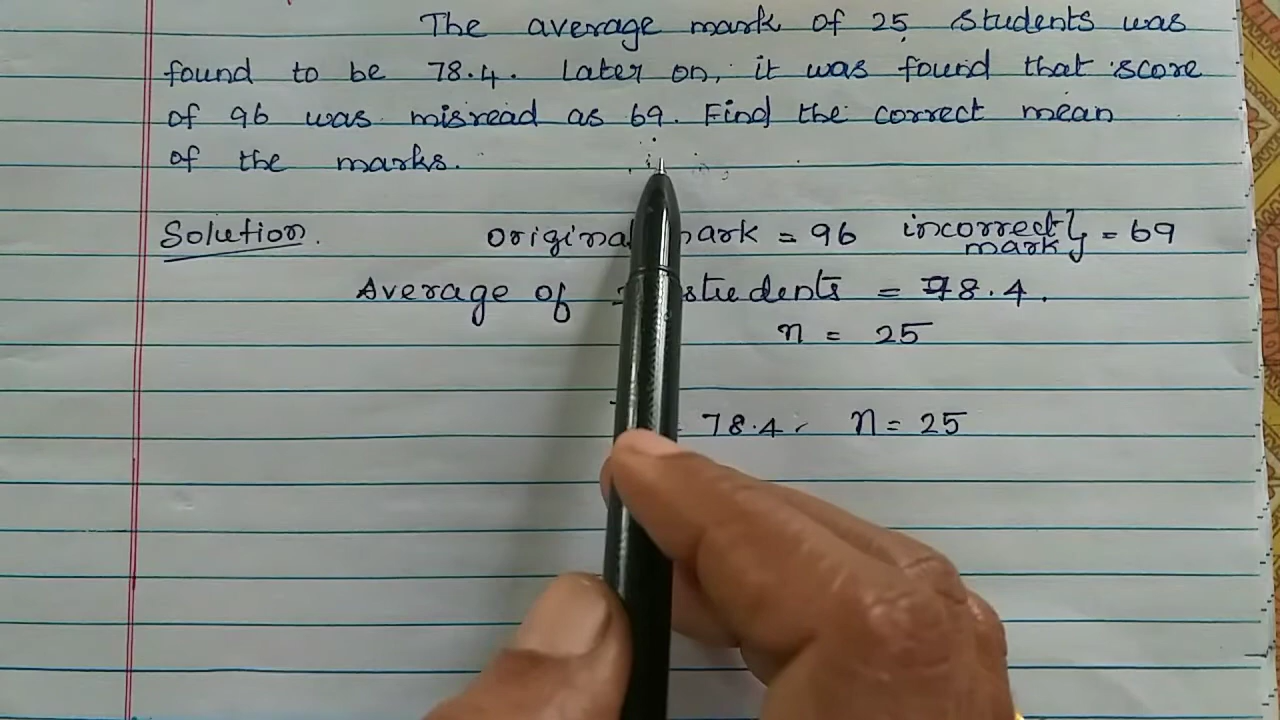 The average mark of 25 students was
found to be 78.4. Later on, it was found that score
of 96 was misread as 69. Find the correct mean
of the marks.
Solution. original mark = 96 incorrect mark } = 69
Average of students = 78.4.
n = 25
78.4, n = 25